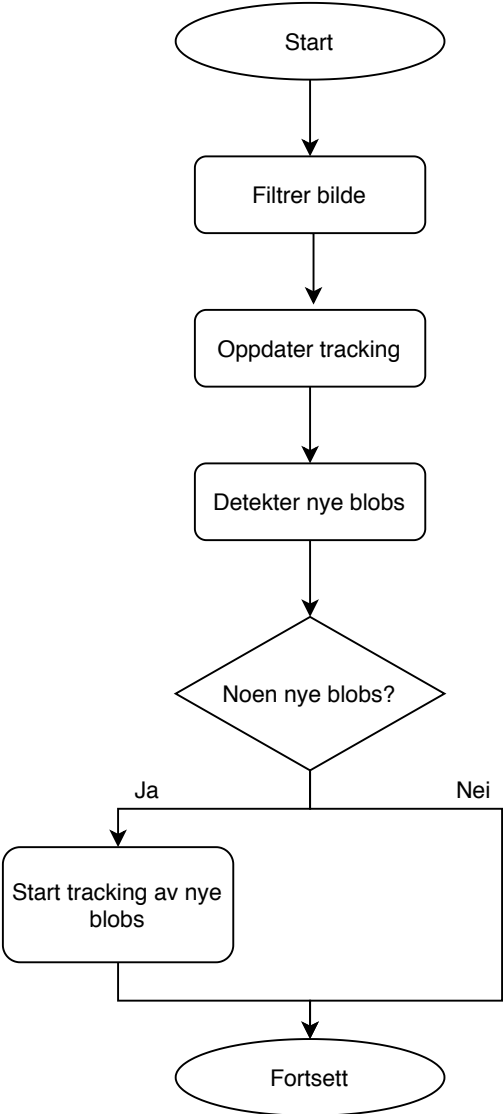 Start
Filtrer bilde
Oppdater tracking
Detekter nye blobs
Noen nye blobs?
Ja
Nei
Start tracking av nye
blobs
Fortsett